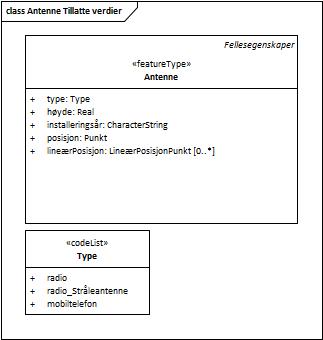 class Antenne Tillatte verdier
Fellesegenskaper
«featureType»
Antenne
+ type: Type
+ høyde: Real
+ installeringsår: CharacterString
+ posisjon: Punkt
+ lineærPosisjon: LineærPosisjonPunkt [0..*]
«codeList»
Type
+ radio
+ radio_Stråleantenne
+ mobiltelefon